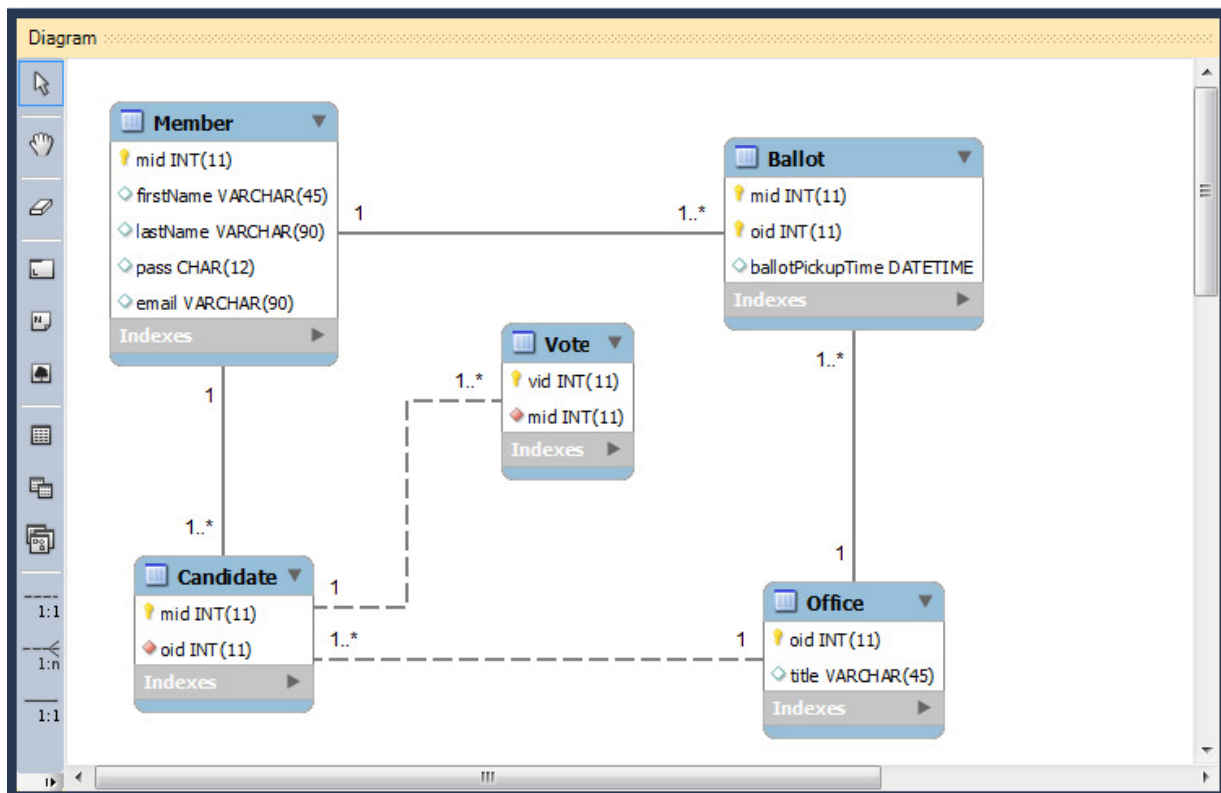 Diagram
Member
mid INT(11)
firstName VARCHAR(45)
lastName VARCHAR(90)
pass CHAR(12)
email VARCHAR(90)
Indexes
1
1..*
Ballot
mid INT(11)
oid INT(11)
ballotPickupTime DATETIME
Indexes
1
1..*
Vote
vid INT(11)
mid INT(11)
Indexes
1..*
1..*
1
Candidate
mid INT(11)
oid INT(11)
Indexes
1
1..*
1
Office
oid INT(11)
title VARCHAR(45)
Indexes
1:1
1:n
1:1